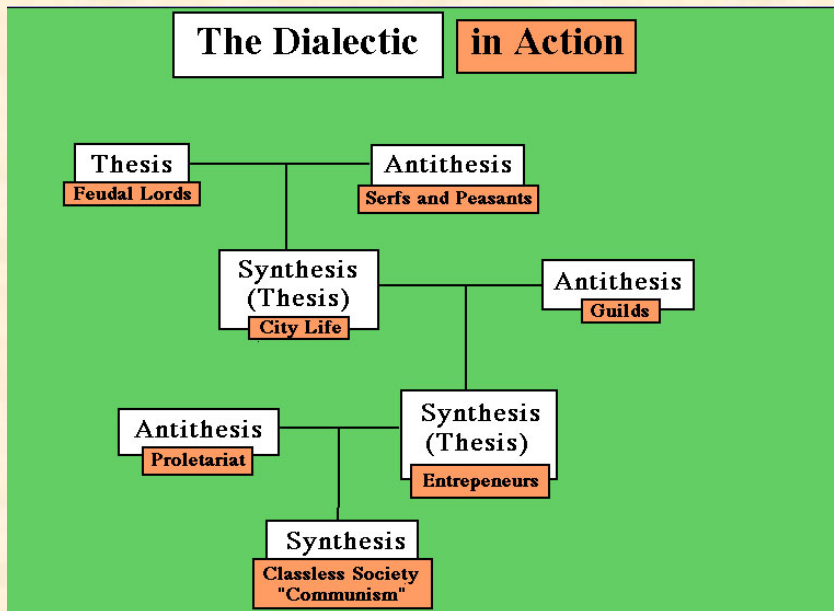 The Dialectic in Action
Thesis
Feudal Lords
Antithesis
Serfs and Peasants
Synthesis
(Thesis)
City Life
Antithesis
Guilds
Antithesis
Proletariat
Synthesis
(Thesis)
Entrepeneurs
Synthesis
Classless Society
"Communism"